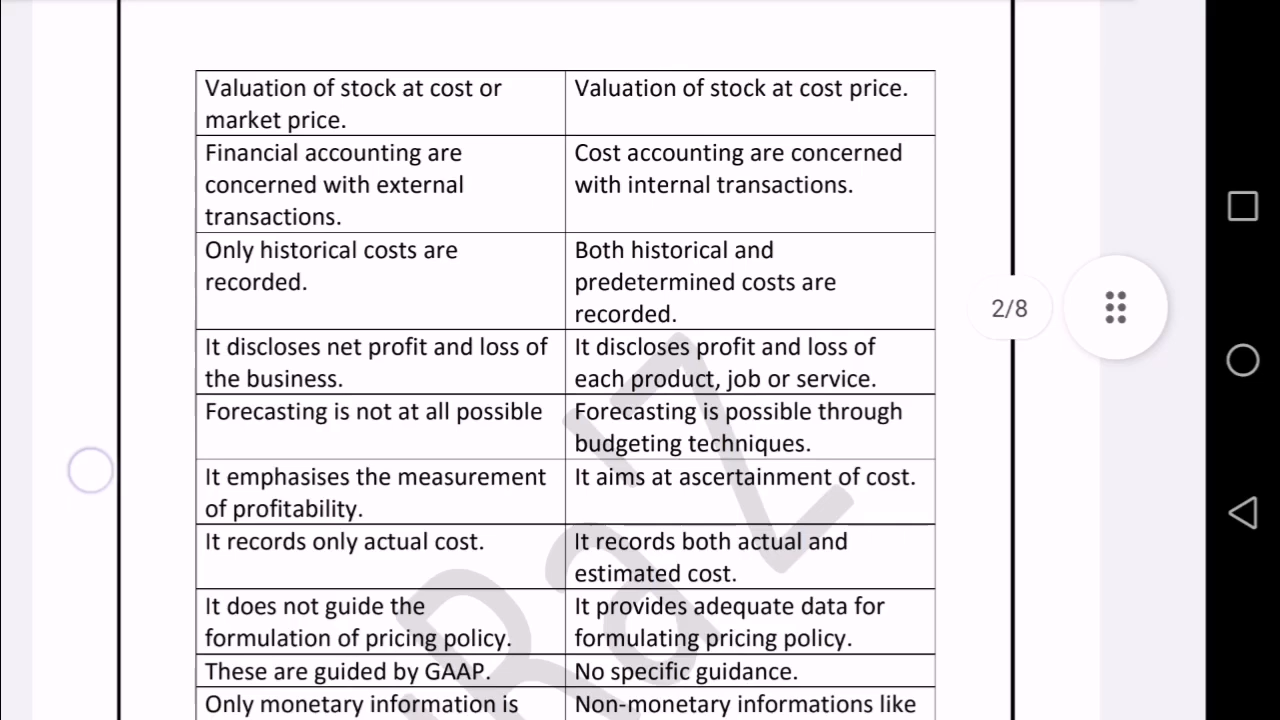 Valuation of stock at cost or
market price.
Valuation of stock at cost price.
Financial accounting are
concerned with external
transactions.
Cost accounting are concerned
with internal transactions.
Only historical costs are
recorded.
Both historical and
predetermined costs are
recorded.
It discloses net profit and loss of
the business.
It discloses profit and loss of
each product, job or service.
Forecasting is not at all possible
Forecasting is possible through
budgeting techniques.
It emphasises the measurement
of profitability.
It aims at ascertainment of cost.
It records only actual cost.
It records both actual and
estimated cost.
It does not guide the
formulation of pricing policy.
It provides adequate data for
formulating pricing policy.
These are guided by GAAP.
No specific guidance.
Only monetary information is
Non-monetary informations like
2/8